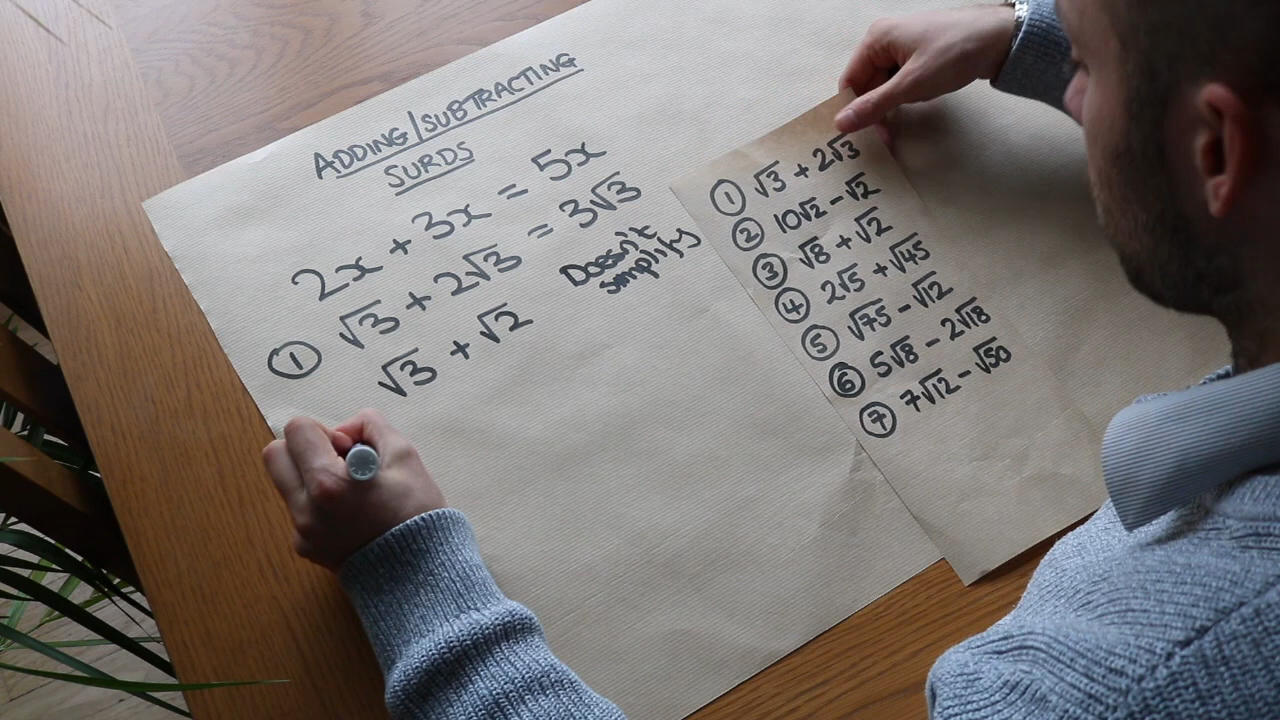 ADDING/SUBTRACTING
SURDS
2x + 3x = 5x
① √3 + 2√3 = 3√3
√3 + √2 Doesn't
simplify
① √3 + 2√3
② 10√2 - √2
③ √8 + √2
④ 2√5 + √45
⑤ √75 - √12
⑥ 5√8 - 2√18
⑦ 7√12 - √50